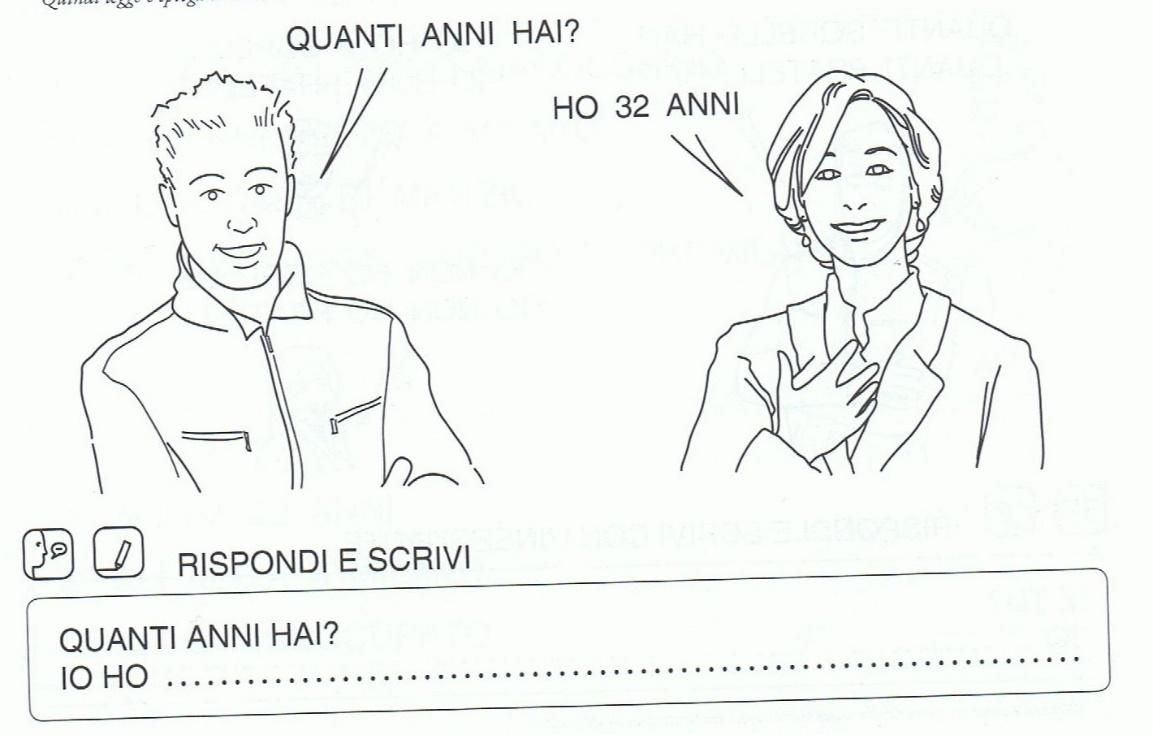 QUANTI ANNI HAI?
HO 32 ANNI
RISPONDI E SCRIVI
QUANTI ANNI HAI?
IO HO ................................................................